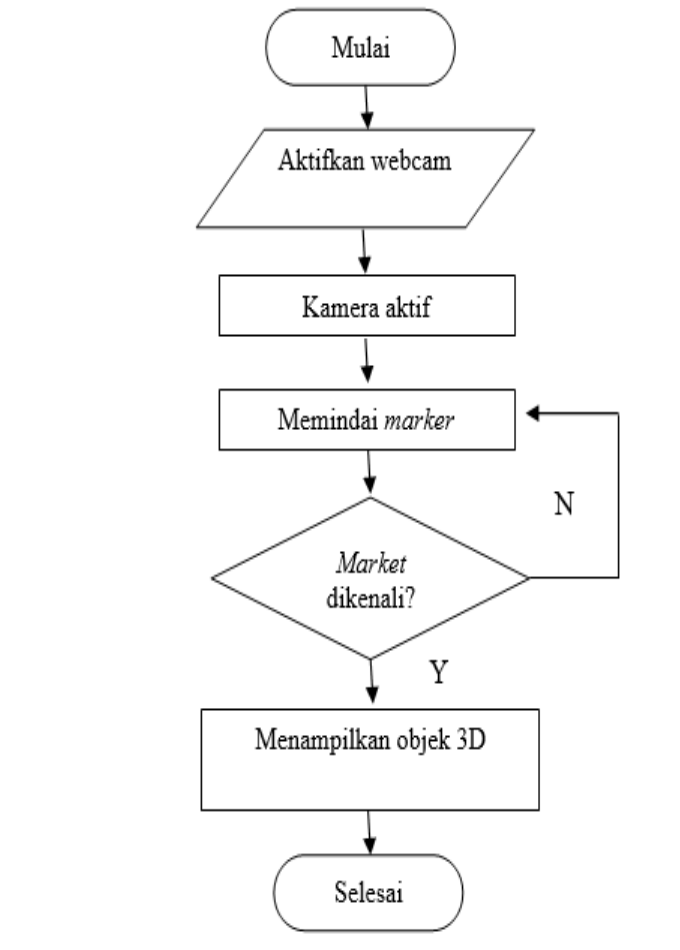 Mulai
Aktifkan webcam
Kamera aktif
Memindai marker
N
Market
dikenali?
Y
Menampilkan objek 3D
Selesai